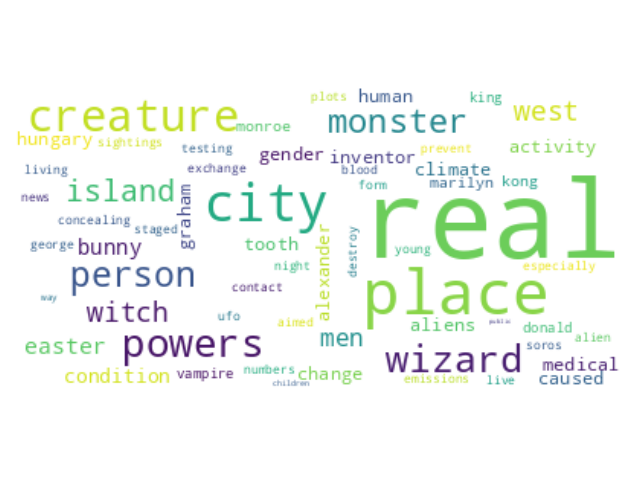 plots human king
creature monroe monster west
hungary sightings testing gender inventor prevent activity
living exchange blood climate
news island graham city form marilyn kong real
concealing staged
george bunny tooth alexander destroy young
person night contact especially
way witch ufo aimed place public
easter powers men aliens donald
wizard soros alien
condition vampire numbers change emissions live medical
children caused